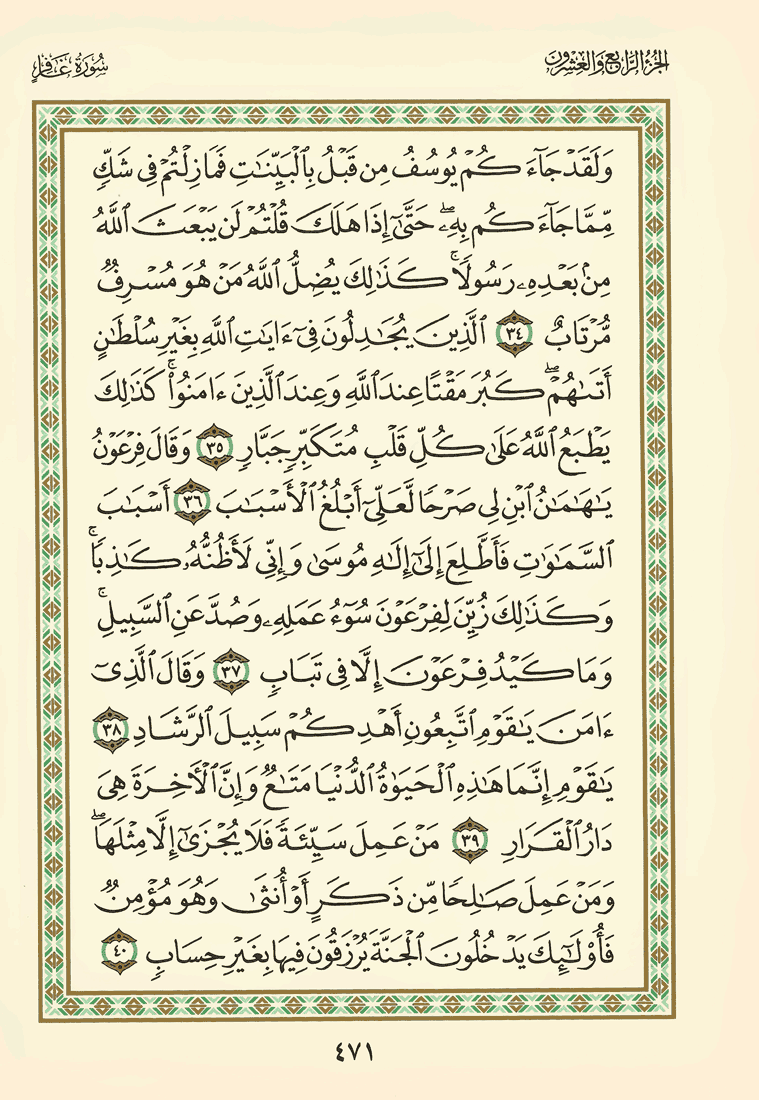 الجزء الرابع والعشرون
سورة غافر
وَلَقَدْ جَآءَكُمْ يُوسُفُ مِن قَبْلُ بِٱلْبَيِّنَٰتِ فَمَا زِلْتُمْ فِى شَكٍّ
مِّمَّا جَآءَكُم بِهِۦ ۖ حَتَّىٰٓ إِذَا هَلَكَ قُلْتُمْ لَن يَبْعَثَ ٱللَّهُ
مِنۢ بَعْدِهِۦ رَسُولًا ۚ كَذَٰلِكَ يُضِلُّ ٱللَّهُ مَنْ هُوَ مُسْرِفٌ
مُّرْتَابٌ ٣٤ ٱلَّذِينَ يُجَٰدِلُونَ فِىٓ ءَايَٰتِ ٱللَّهِ بِغَيْرِ سُلْطَٰنٍ
أَتَىٰهُمْ ۖ كَبُرَ مَقْتًا عِندَ ٱللَّهِ وَعِندَ ٱلَّذِينَ ءَامَنُوا۟ ۚ كَذَٰلِكَ
يَطْبَعُ ٱللَّهُ عَلَىٰ كُلِّ قَلْبِ مُتَكَبِّرٍ جَبَّارٍ ٣٥ وَقَالَ فِرْعَوْنُ
يَٰهَٰمَٰنُ ٱبْنِ لِى صَرْحًا لَّعَلِّىٓ أَبْلُغُ ٱلْأَسْبَٰبَ ٣٦ أَسْبَٰبَ
ٱلسَّمَٰوَٰتِ فَأَطَّلِعَ إِلَىٰٓ إِلَٰهِ مُوسَىٰ وَإِنِّى لَأَظُنُّهُۥ كَٰذِبًا ۚ
وَكَذَٰلِكَ زُيِّنَ لِفِرْعَوْنَ سُوٓءُ عَمَلِهِۦ وَصُدَّ عَنِ ٱلسَّبِيلِ ۚ
وَمَا كَيْدُ فِرْعَوْنَ إِلَّا فِى تَبَابٍ ٣٧ وَقَالَ ٱلَّذِىٓ
ءَامَنَ يَٰقَوْمِ ٱتَّبِعُونِ أَهْدِكُمْ سَبِيلَ ٱلرَّشَادِ ٣٨
يَٰقَوْمِ إِنَّمَا هَٰذِهِ ٱلْحَيَوٰةُ ٱلدُّنْيَا مَتَٰعٌ وَإِنَّ ٱلْءَاخِرَةَ هِىَ
دَارُ ٱلْقَرَارِ ٣٩ مَنْ عَمِلَ سَيِّئَةً فَلَا يُجْزَىٰٓ إِلَّا مِثْلَهَا ۖ
وَمَنْ عَمِلَ صَٰلِحًا مِّن ذَكَرٍ أَوْ أُنثَىٰ وَهُوَ مُؤْمِنٌ
فَأُو۟لَٰٓئِكَ يَدْخُلُونَ ٱلْجَنَّةَ يُرْزَقُونَ فِيهَا بِغَيْرِ حِسَابٍ ٤٠
٤٧١